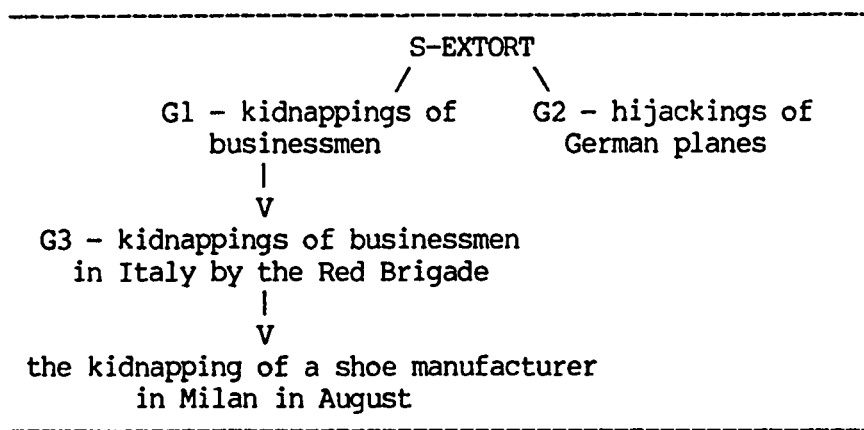 S-EXTORT
/ \
G1 - kidnappings of G2 - hijackings of
businessmen German planes
|
V
G3 - kidnappings of businessmen
in Italy by the Red Brigade
|
V
the kidnapping of a shoe manufacturer
in Milan in August